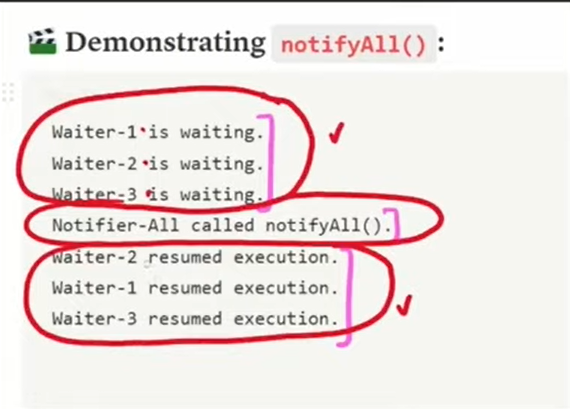 🎬 Demonstrating notifyAll() :
Waiter-1 is waiting.
Waiter-2 is waiting.
Waiter-3 is waiting.
Notifier-All called notifyAll().
Waiter-2 resumed execution.
Waiter-1 resumed execution.
Waiter-3 resumed execution.